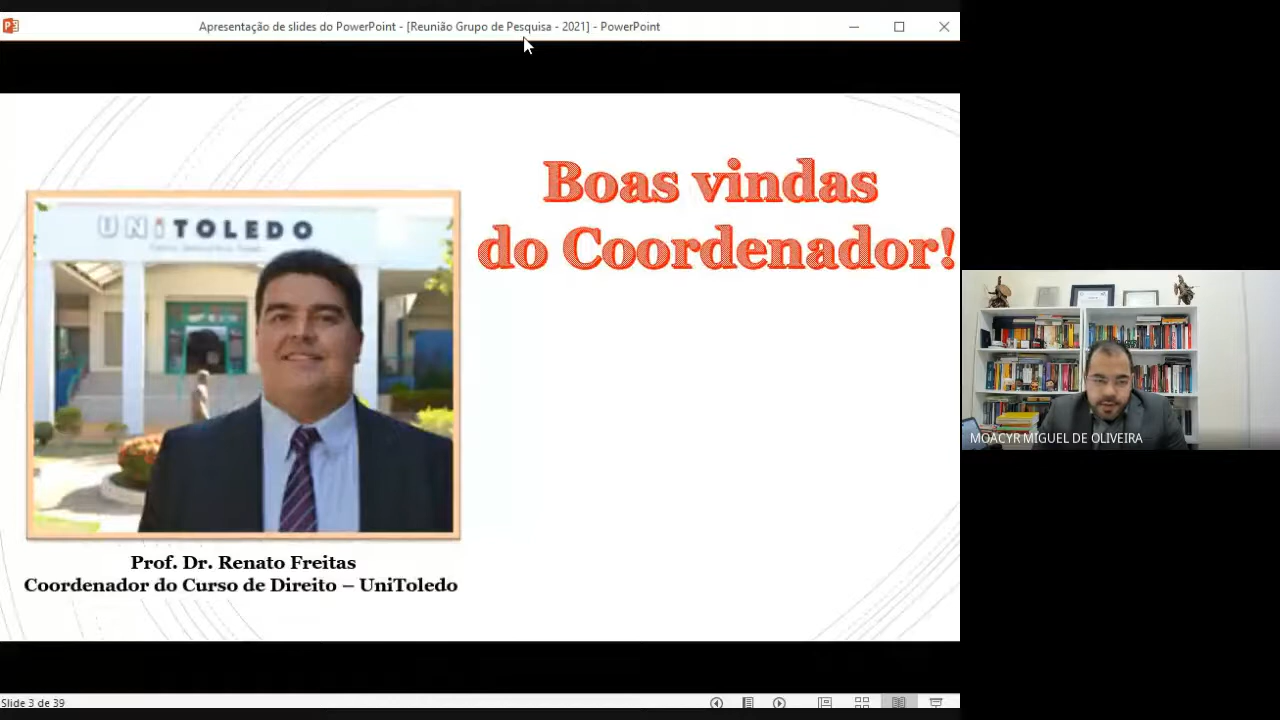 Apresentação de slides do PowerPoint - [Reunião Grupo de Pesquisa - 2021] - PowerPoint
Boas vindas
do Coordenador!
UNiTOLEDO
Prof. Dr. Renato Freitas
Coordenador do Curso de Direito – UniToledo
MOACYR MIGUEL DE OLIVEIRA
Slide 3 de 39